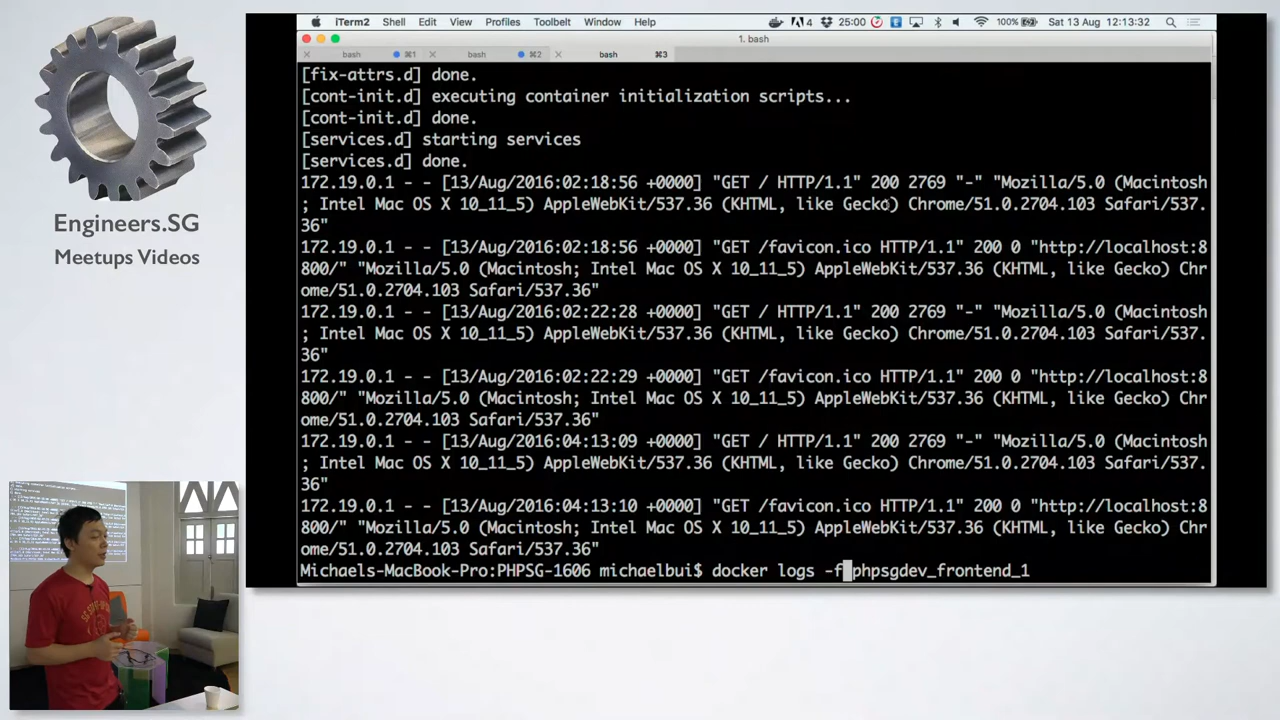 iTerm2 Shell Edit View Profiles Toolbelt Window Help 4 25:00 100% Sat 13 Aug 12:13:32
1. bash
bash ⌘1 bash ⌘2 bash ⌘3
[fix-attrs.d] done.
[cont-init.d] executing container initialization scripts...
[cont-init.d] done.
[services.d] starting services
[services.d] done.
172.19.0.1 - - [13/Aug/2016:02:18:56 +0000] "GET / HTTP/1.1" 200 2769 "-" "Mozilla/5.0 (Macintosh
; Intel Mac OS X 10_11_5) AppleWebKit/537.36 (KHTML, like Gecko) Chrome/51.0.2704.103 Safari/537.
36"
172.19.0.1 - - [13/Aug/2016:02:18:56 +0000] "GET /favicon.ico HTTP/1.1" 200 0 "http://localhost:8
800/" "Mozilla/5.0 (Macintosh; Intel Mac OS X 10_11_5) AppleWebKit/537.36 (KHTML, like Gecko) Chr
ome/51.0.2704.103 Safari/537.36"
172.19.0.1 - - [13/Aug/2016:02:22:28 +0000] "GET / HTTP/1.1" 200 2769 "-" "Mozilla/5.0 (Macintosh
; Intel Mac OS X 10_11_5) AppleWebKit/537.36 (KHTML, like Gecko) Chrome/51.0.2704.103 Safari/537.
36"
172.19.0.1 - - [13/Aug/2016:02:22:29 +0000] "GET /favicon.ico HTTP/1.1" 200 0 "http://localhost:8
800/" "Mozilla/5.0 (Macintosh; Intel Mac OS X 10_11_5) AppleWebKit/537.36 (KHTML, like Gecko) Chr
ome/51.0.2704.103 Safari/537.36"
172.19.0.1 - - [13/Aug/2016:04:13:09 +0000] "GET / HTTP/1.1" 200 2769 "-" "Mozilla/5.0 (Macintosh
; Intel Mac OS X 10_11_5) AppleWebKit/537.36 (KHTML, like Gecko) Chrome/51.0.2704.103 Safari/537.
36"
172.19.0.1 - - [13/Aug/2016:04:13:10 +0000] "GET /favicon.ico HTTP/1.1" 200 0 "http://localhost:8
800/" "Mozilla/5.0 (Macintosh; Intel Mac OS X 10_11_5) AppleWebKit/537.36 (KHTML, like Gecko) Chr
ome/51.0.2704.103 Safari/537.36"
Michaels-MacBook-Pro:PHPSG-1606 michaelbui$ docker logs -f phpsgdev_frontend_1
Engineers.SG
Meetups Videos